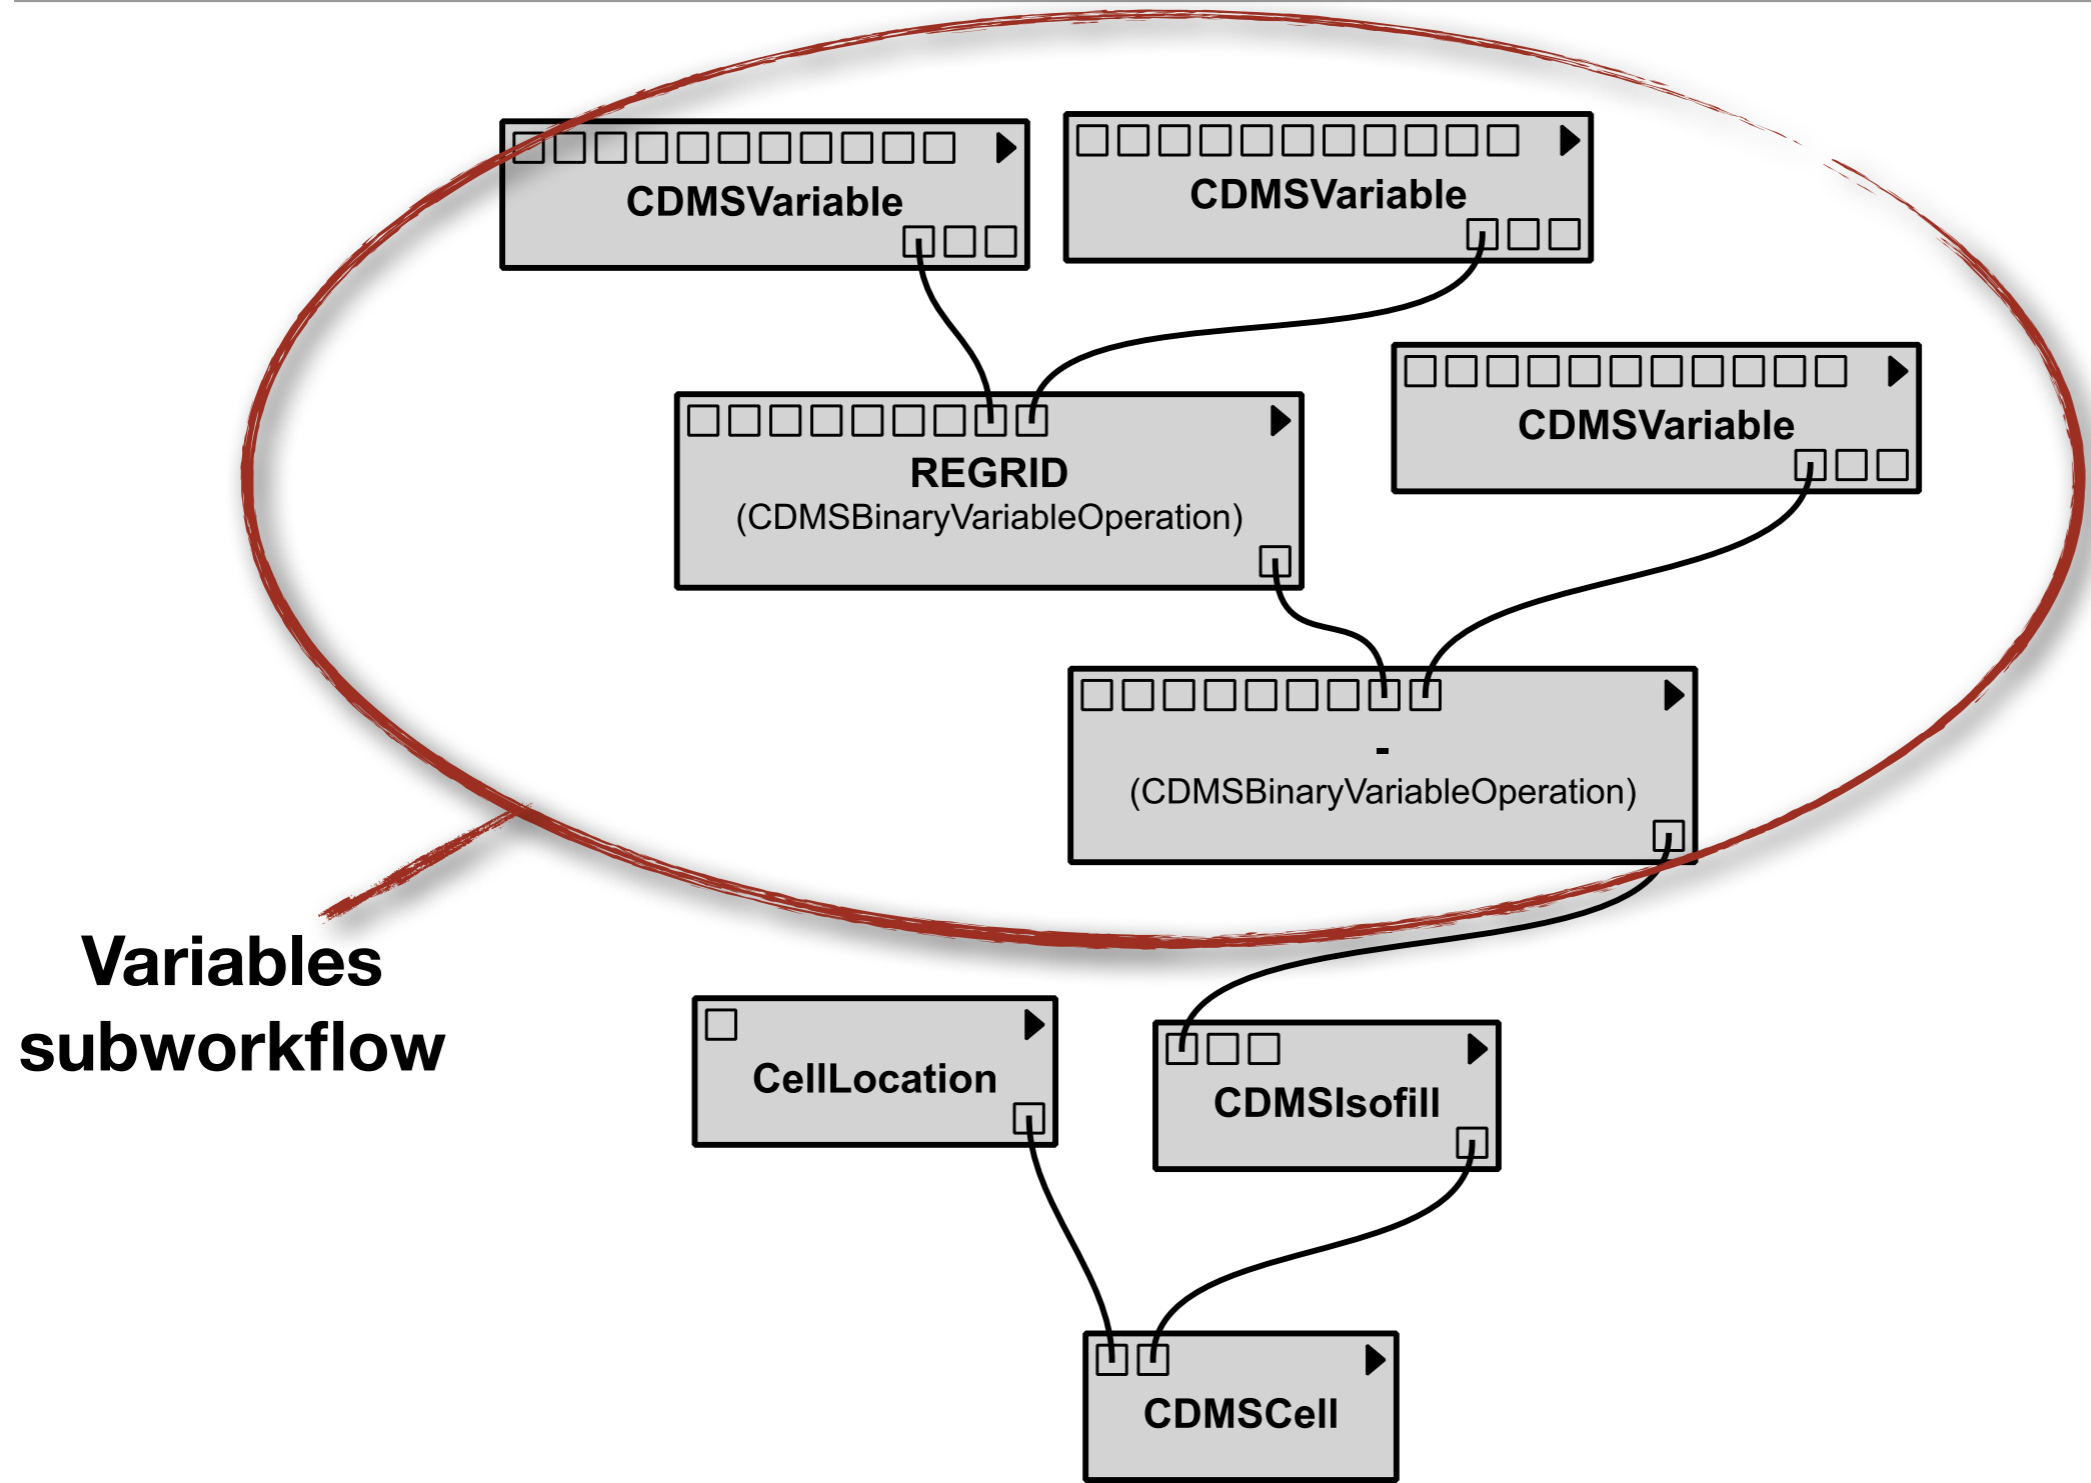 CDMSVariable
CDMSVariable
CDMSVariable
REGRID
(CDMSBinaryVariableOperation)
-
(CDMSBinaryVariableOperation)
Variables
subworkflow
CellLocation
CDMSIsofill
CDMSCell